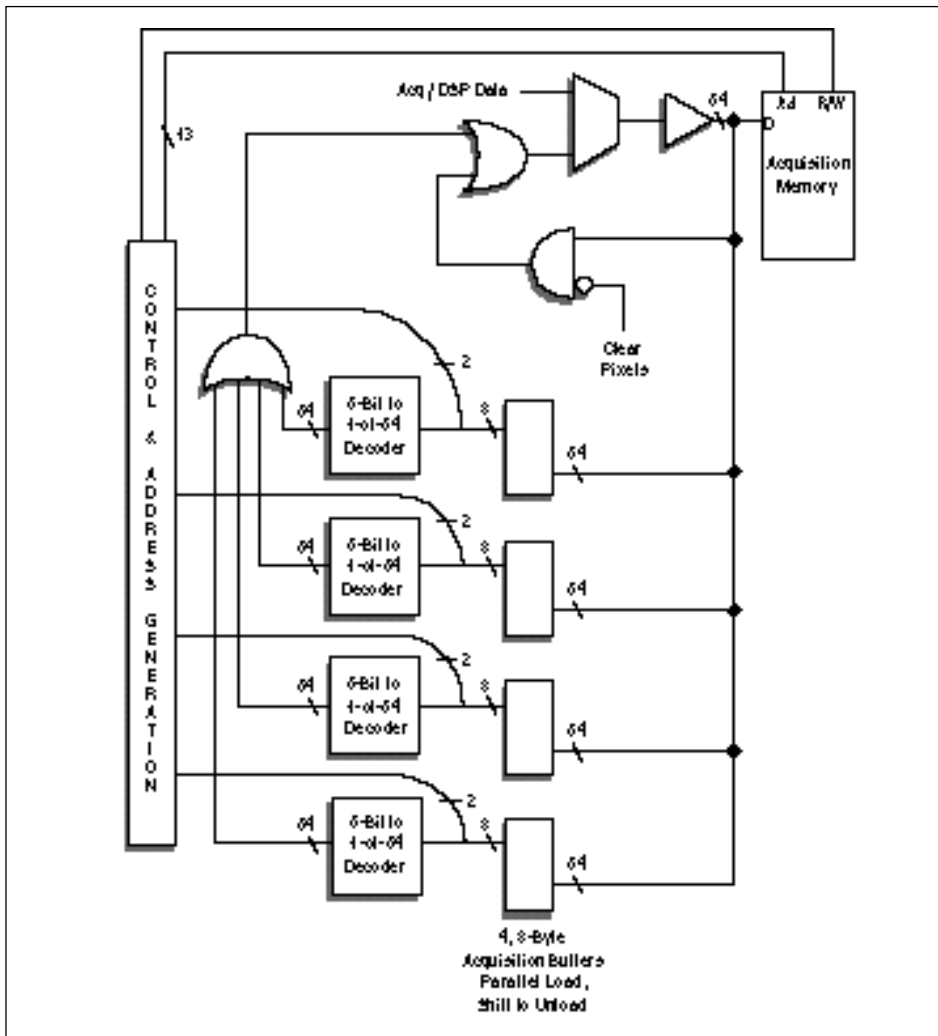 Acq / DSP Data
64
Ad R/W
D
Acquisition
Memory
13
Clear
Pixels
CONTROL & ADDRESS GENERATION
2
64
6-Bit to
1-of-64
Decoder
8
64
2
64
6-Bit to
1-of-64
Decoder
8
64
2
64
6-Bit to
1-of-64
Decoder
8
64
2
64
6-Bit to
1-of-64
Decoder
8
64
4, 8-Byte
Acquisition Buffers
Parallel Load,
Shift to Unload